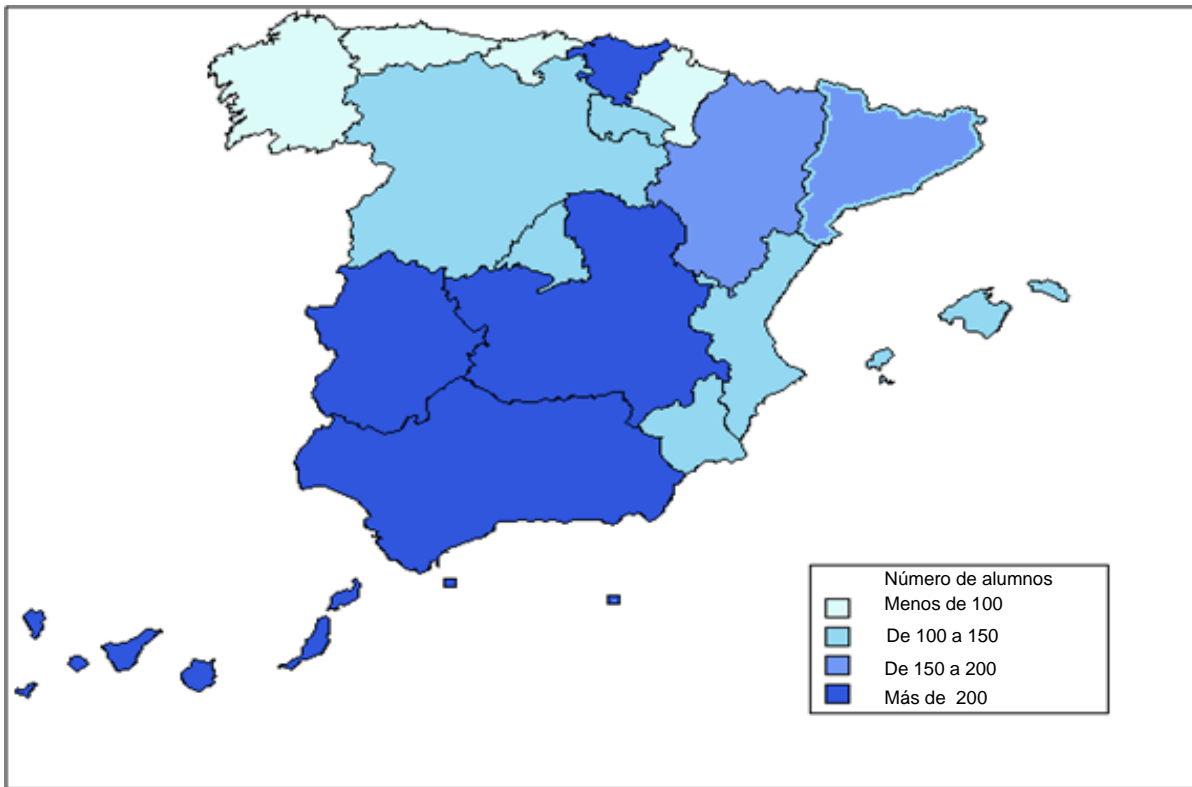 Número de alumnos
Menos de 100
De 100 a 150
De 150 a 200
Más de 200